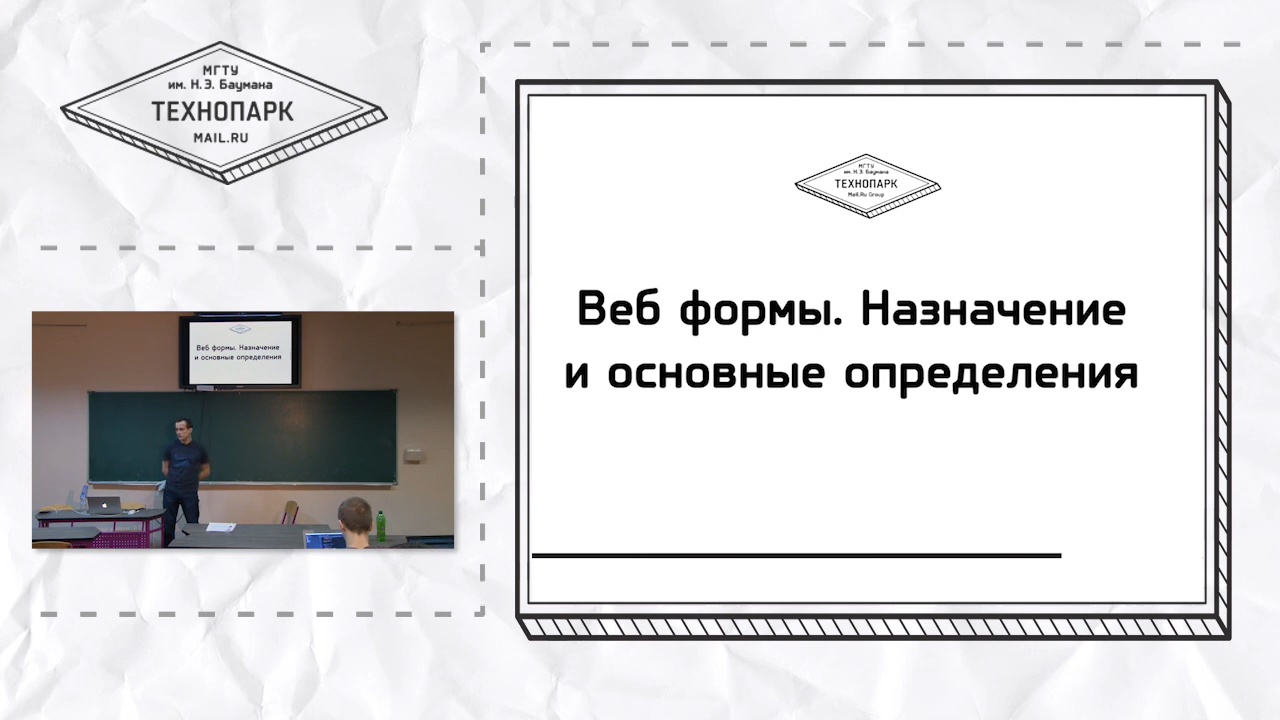 МГТУ
им. Н.Э. Баумана
ТЕХНОПАРК
MAIL.RU
МГТУ
им. Н.Э. Баумана
ТЕХНОПАРК
Mail.Ru Group
Веб формы. Назначение
и основные определения
Веб формы. Назначение
и основные определения